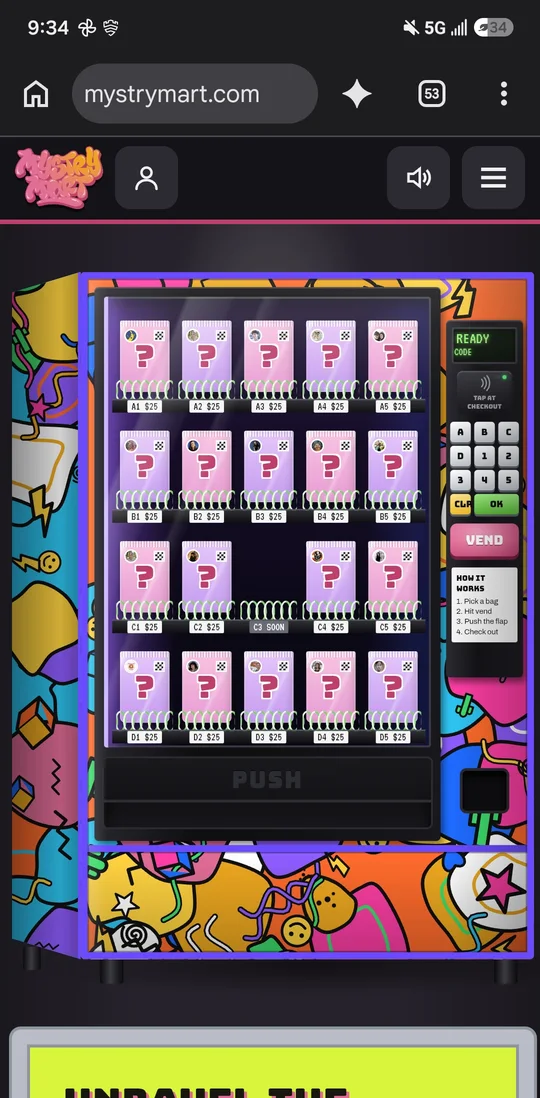 9:34
5G
34
mystrymart.com
53
MYSTRY
MART
READY
CODE
TAP AT
CHECKOUT
A B C
D 1 2
3 4 5
CLR OK
VEND
HOW IT
WORKS
1. Pick a bag
2. Hit vend
3. Push the flap
4. Check out
? ? ? ? ?
A1 $25 A2 $25 A3 $25 A4 $25 A5 $25
? ? ? ? ?
B1 $25 B2 $25 B3 $25 B4 $25 B5 $25
? ? ? ?
C1 $25 C2 $25 C3 SOON C4 $25 C5 $25
? ? ? ? ?
D1 $25 D2 $25 D3 $25 D4 $25 D5 $25
PUSH
UNRAVEL THE